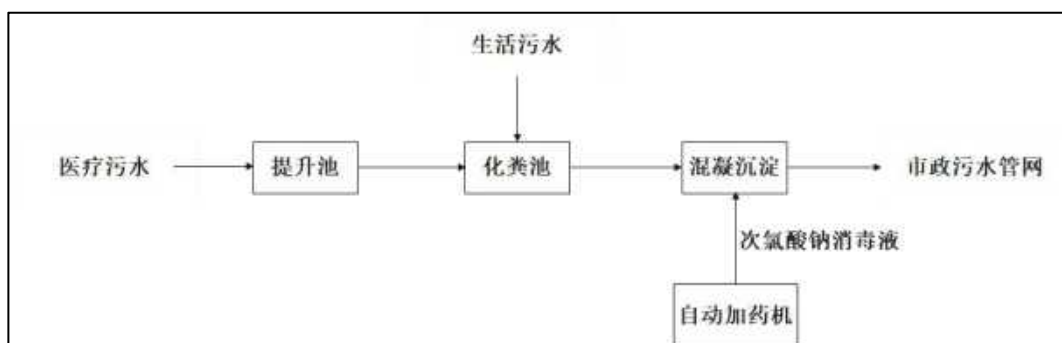 生活污水
医疗污水
提升池
化粪池
混凝沉淀
市政污水管网
次氯酸钠消毒液
自动加药机